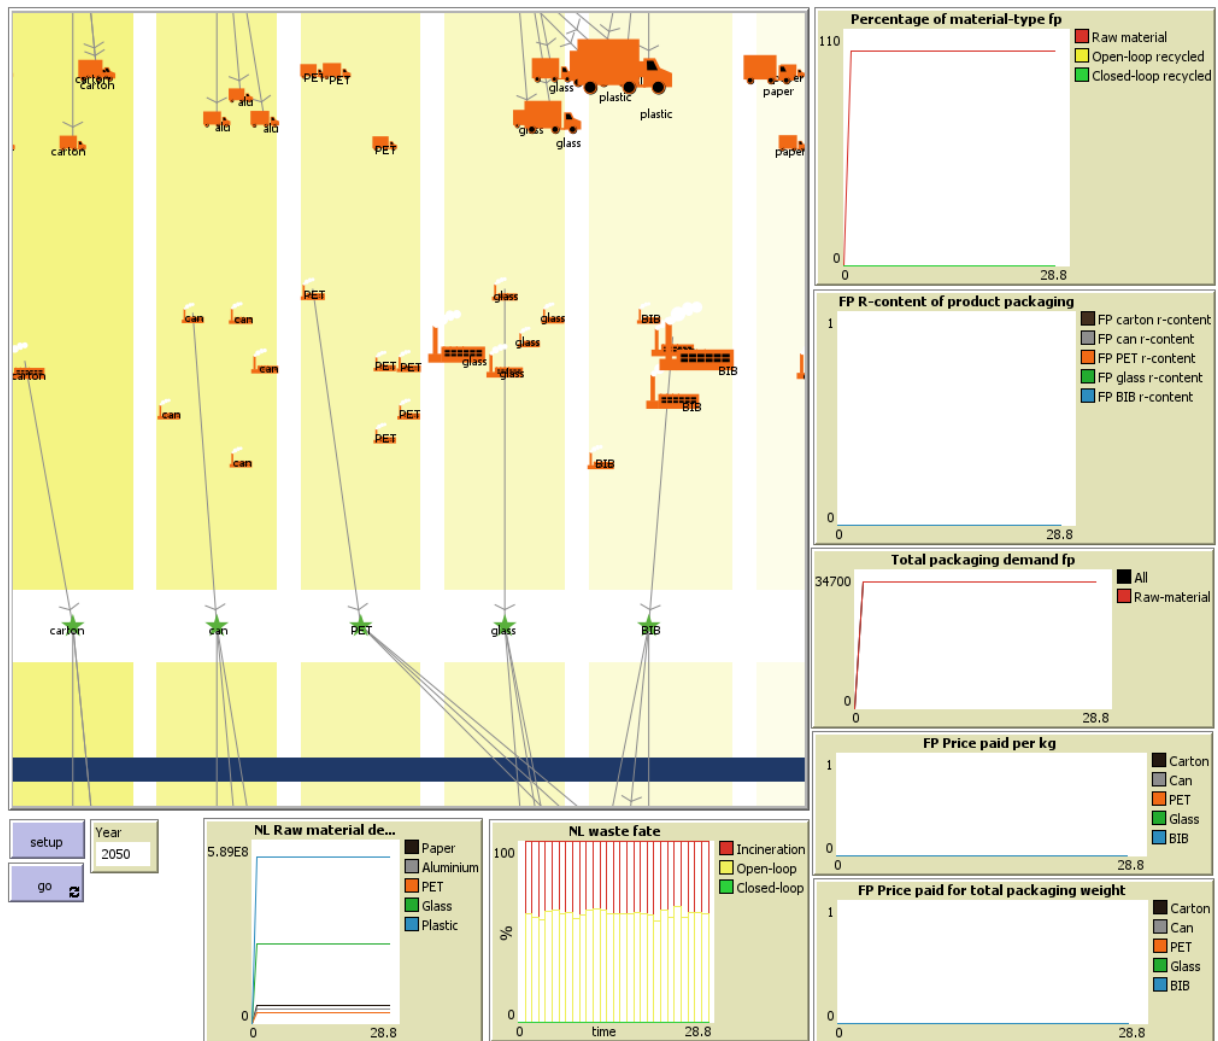 carton
carton
alu
alu
alu
PET
PET
glass
plastic
plastic
paper
glass
glass
carton
PET
paper
PET
glass
can
can
glass
BIB
glass
glass
carton
can
PET
PET
glass
BIB
can
PET
BIB
PET
can
BIB
carton
can
PET
glass
BIB
setup
go
Year
2050
NL Raw material de...
5.89E8
0
0
28.8
Paper
Aluminium
PET
Glass
Plastic
NL waste fate
100
%
0
0
time
28.8
Incineration
Open-loop
Closed-loop
Percentage of material-type fp
110
0
0
28.8
Raw material
Open-loop recycled
Closed-loop recycled
FP R-content of product packaging
1
0
0
28.8
FP carton r-content
FP can r-content
FP PET r-content
FP glass r-content
FP BIB r-content
Total packaging demand fp
34700
0
0
28.8
All
Raw-material
FP Price paid per kg
1
0
0
28.8
Carton
Can
PET
Glass
BIB
FP Price paid for total packaging weight
1
0
0
28.8
Carton
Can
PET
Glass
BIB